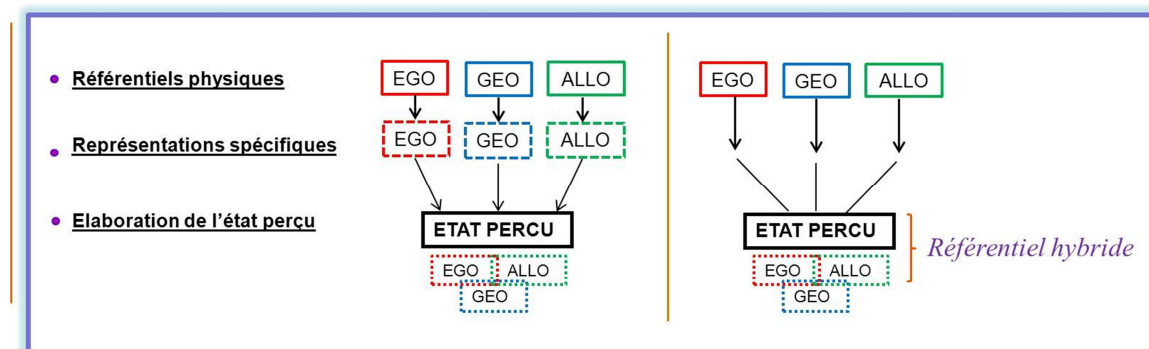 Référentiels physiques
Représentations spécifiques
Elaboration de l'état perçu
EGO GEO ALLO
EGO GEO ALLO
ETAT PERCU
EGO ALLO
GEO
EGO GEO ALLO
ETAT PERCU
EGO ALLO
GEO
Référentiel hybride